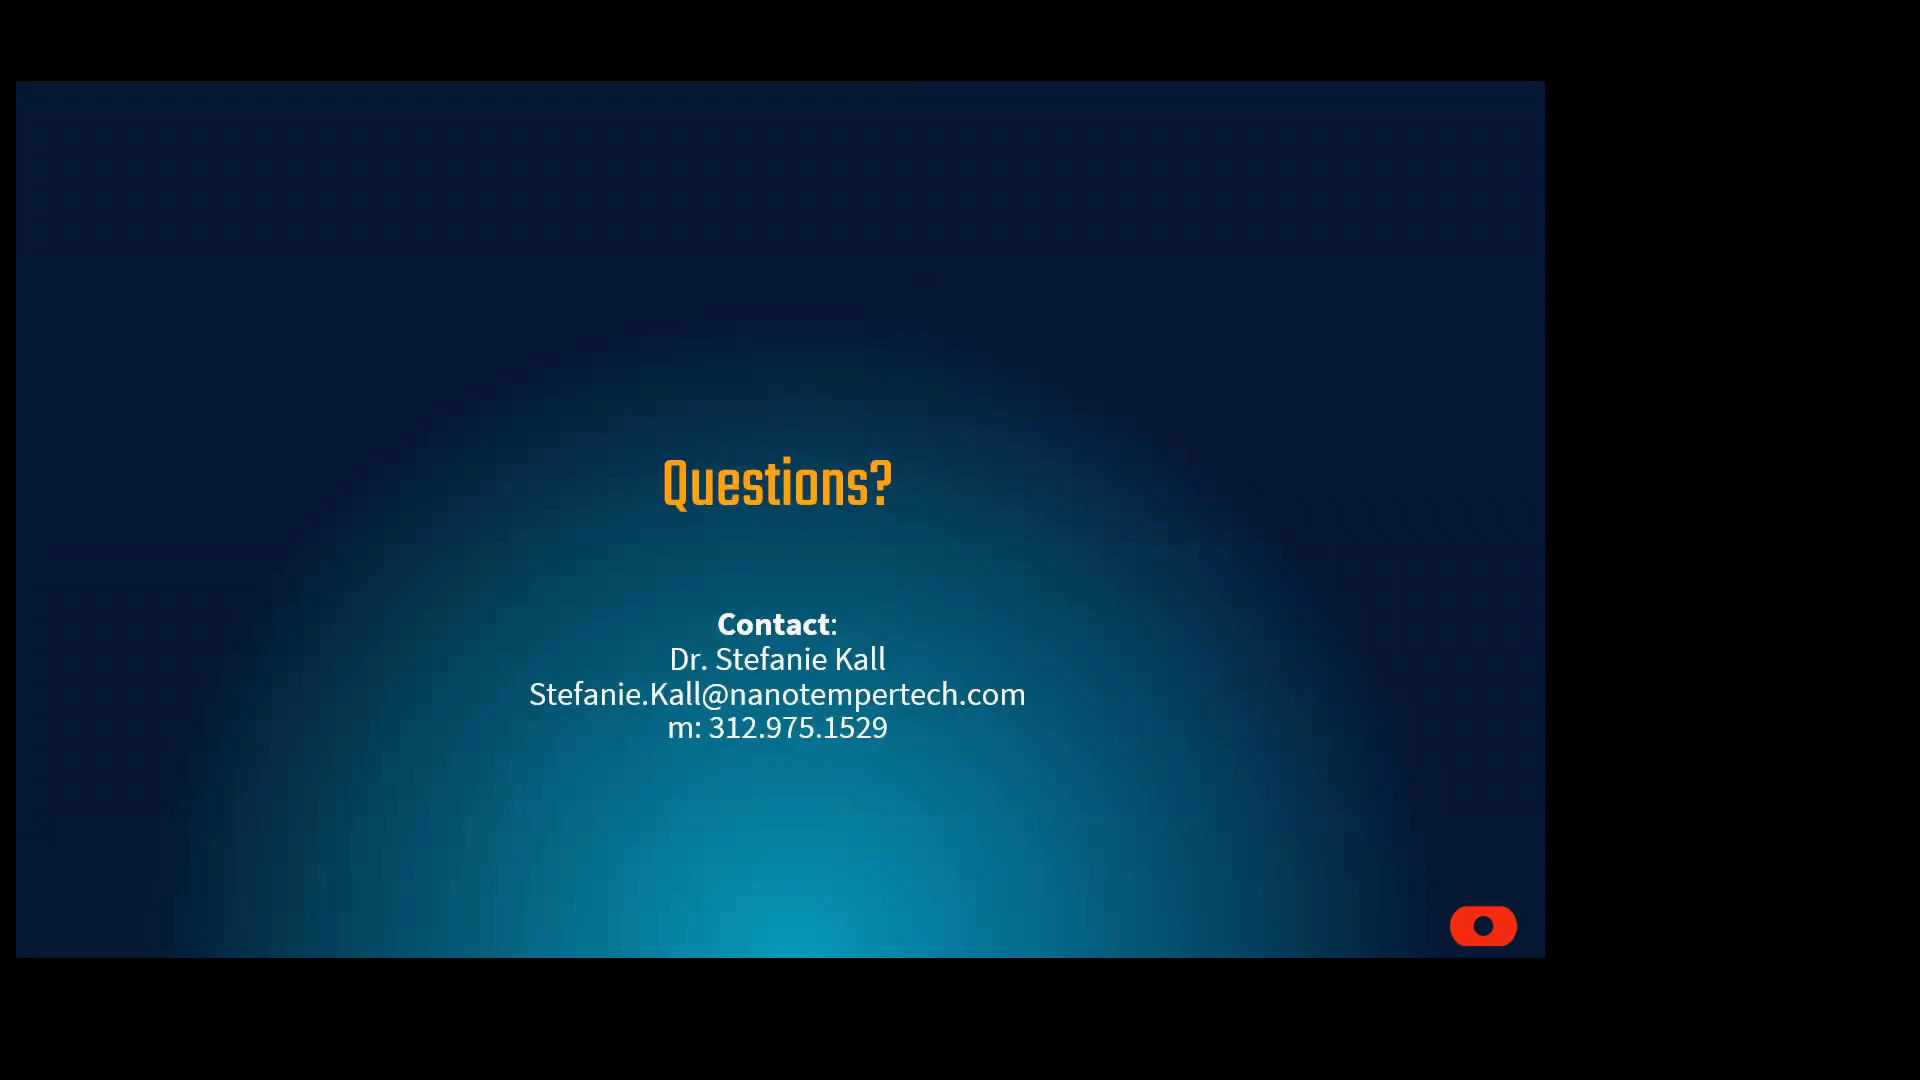 Questions?
Contact:
Dr. Stefanie Kall
Stefanie.Kall@nanotempertech.com
m: 312.975.1529